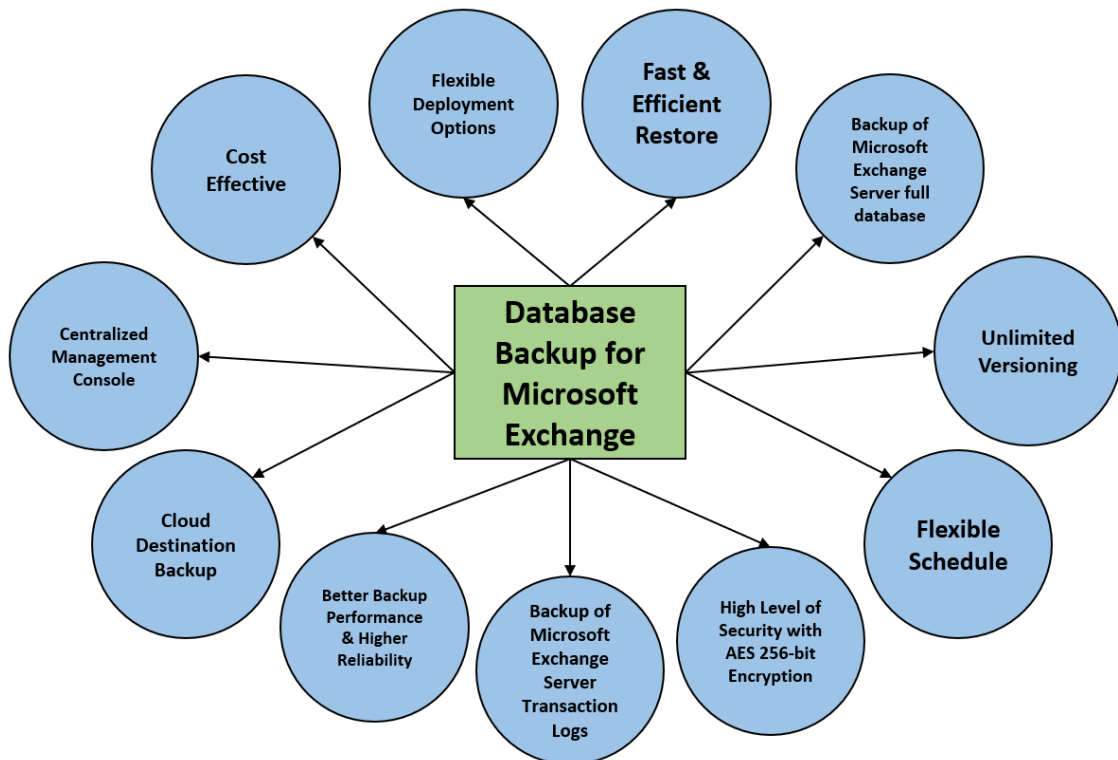 Flexible
Deployment
Options
Fast &
Efficient
Restore
Cost
Effective
Backup of
Microsoft
Exchange
Server full
database
Centralized
Management
Console
Database
Backup for
Microsoft
Exchange
Unlimited
Versioning
Cloud
Destination
Backup
Flexible
Schedule
Better Backup
Performance
& Higher
Reliability
Backup of
Microsoft
Exchange
Server
Transaction
Logs
High Level of
Security with
AES 256-bit
Encryption